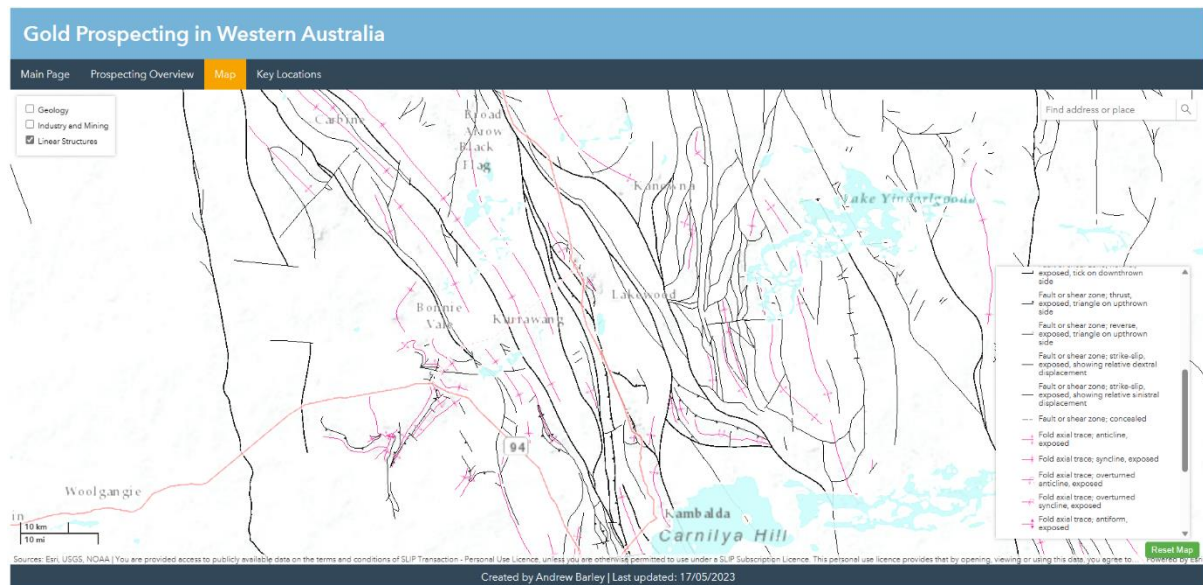 Gold Prospecting in Western Australia
Main Page
Prospecting Overview
Map
Key Locations
Geology
Industry and Mining
Linear Structures
Find address or place
Carbine
Broad
Arrow
Black
Flag
Kanowna
Lake Yindarlgooda
Lakewood
Bonnie
Vale
Kurrawang
94
Woolgangie
Kambalda
Carnilya Hill
10 km
10 mi
exposed, tick on downthrown
side
Fault or shear zone; thrust,
exposed, triangle on upthrown
side
Fault or shear zone; reverse,
exposed, triangle on upthrown
side
Fault or shear zone; strike-slip,
exposed, showing relative dextral
displacement
Fault or shear zone; strike-slip,
exposed, showing relative sinistral
displacement
Fault or shear zone; concealed
Fold axial trace; anticline,
exposed
Fold axial trace; syncline, exposed
Fold axial trace; overturned
anticline, exposed
Fold axial trace; overturned
syncline, exposed
Fold axial trace; antiform,
exposed
Reset Map
Sources: Esri, USGS, NOAA | You are provided access to publicly available data on the terms and conditions of SLIP Transaction - Personal Use Licence, unless you are otherwise permitted to use under a SLIP Subscription Licence. This personal use licence provides that by opening, viewing or using this data, you agree to...
Created by Andrew Barley | Last updated: 17/05/2023